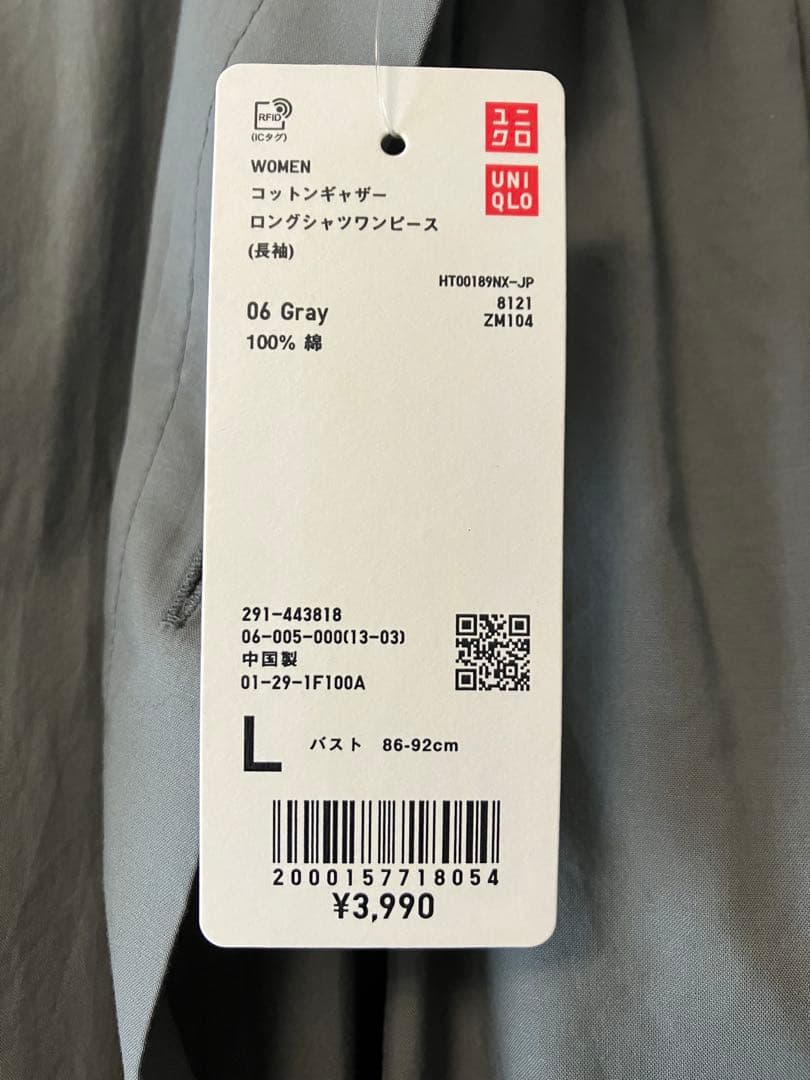 RFID
(ICタグ)
ユニ
クロ
UNI
QLO
WOMEN
コットンギャザー
ロングシャツワンピース
(長袖)
HT00189NX-JP
8121
ZM104
06 Gray
100% 綿
291-443818
06-005-000(13-03)
中国製
01-29-1F100A
L バスト 86-92cm
2000157718054
¥3,990